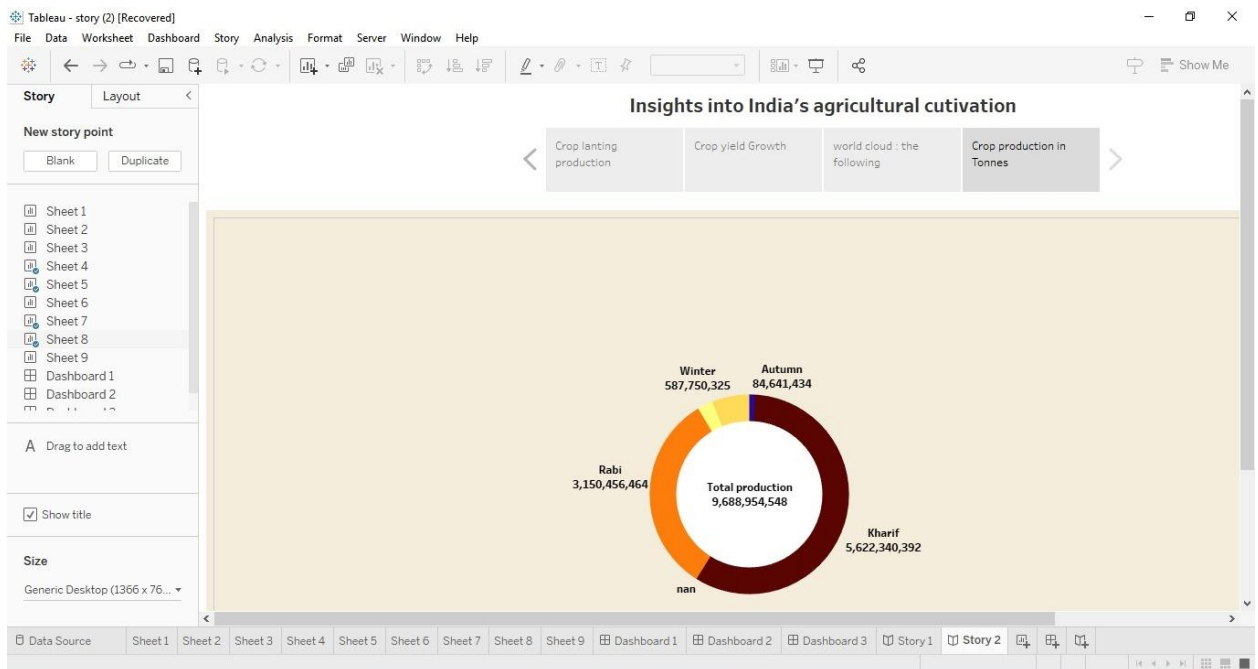 Tableau - story (2) [Recovered]
File Data Worksheet Dashboard Story Analysis Format Server Window Help
Show Me
Story Layout
New story point
Blank Duplicate
Sheet 1
Sheet 2
Sheet 3
Sheet 4
Sheet 5
Sheet 6
Sheet 7
Sheet 8
Sheet 9
Dashboard 1
Dashboard 2
A Drag to add text
Show title
Size
Generic Desktop (1366 x 76...
Insights into India's agricultural cutivation
Crop lanting
production
Crop yield Growth
world cloud : the
following
Crop production in
Tonnes
Winter
587,750,325
Autumn
84,641,434
Rabi
3,150,456,464
Total production
9,688,954,548
Kharif
5,622,340,392
nan
Data Source Sheet 1 Sheet 2 Sheet 3 Sheet 4 Sheet 5 Sheet 6 Sheet 7 Sheet 8 Sheet 9 Dashboard 1 Dashboard 2 Dashboard 3 Story 1 Story 2